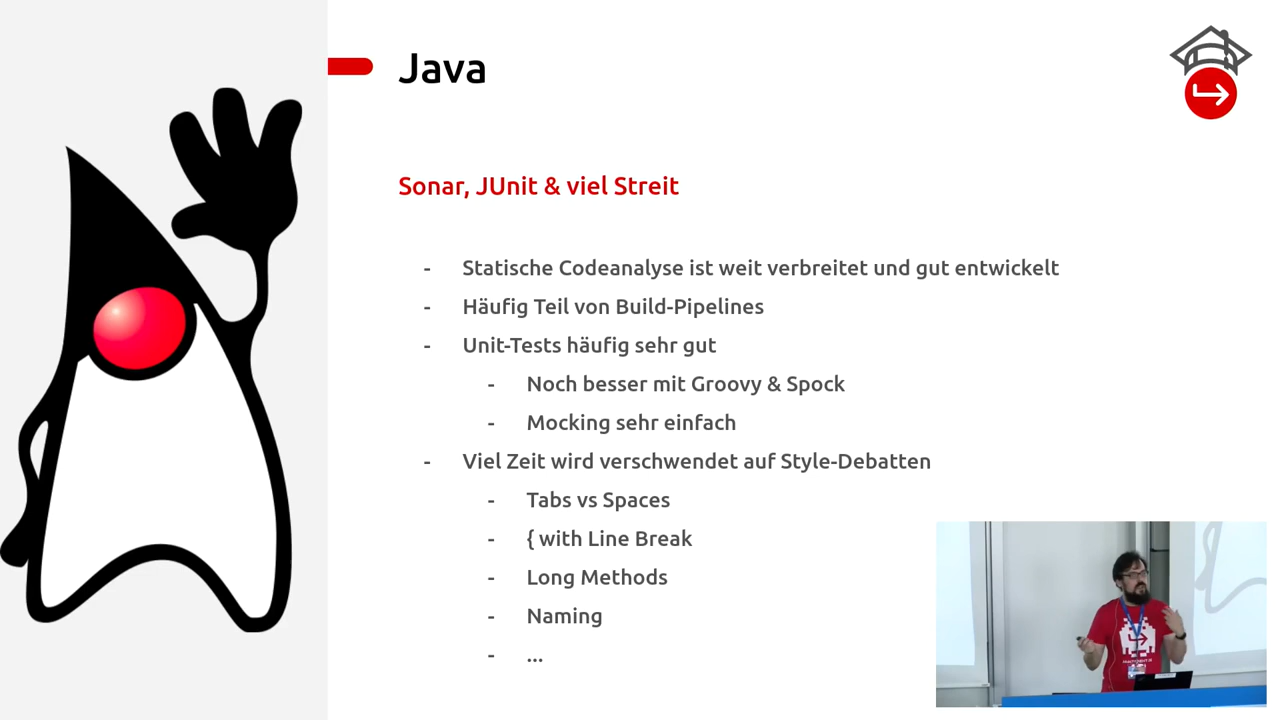 Java
Sonar, JUnit & viel Streit
- Statische Codeanalyse ist weit verbreitet und gut entwickelt
- Häufig Teil von Build-Pipelines
- Unit-Tests häufig sehr gut
- Noch besser mit Groovy & Spock
- Mocking sehr einfach
- Viel Zeit wird verschwendet auf Style-Debatten
- Tabs vs Spaces
- { with Line Break
- Long Methods
- Naming
- ...